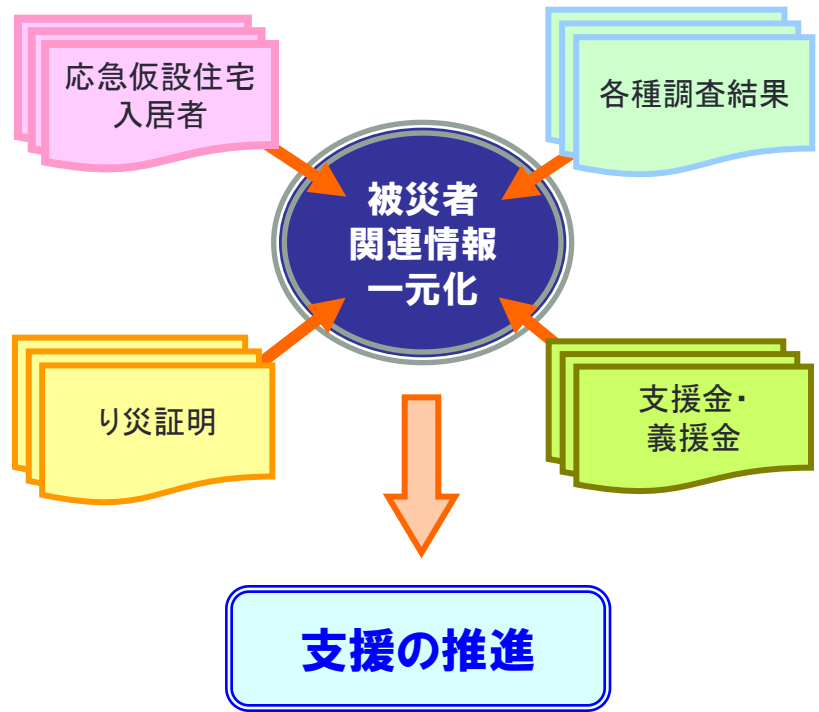 応急仮設住宅
入居者
各種調査結果
被災者
関連情報
一元化
り災証明
支援金・
義援金
支援の推進